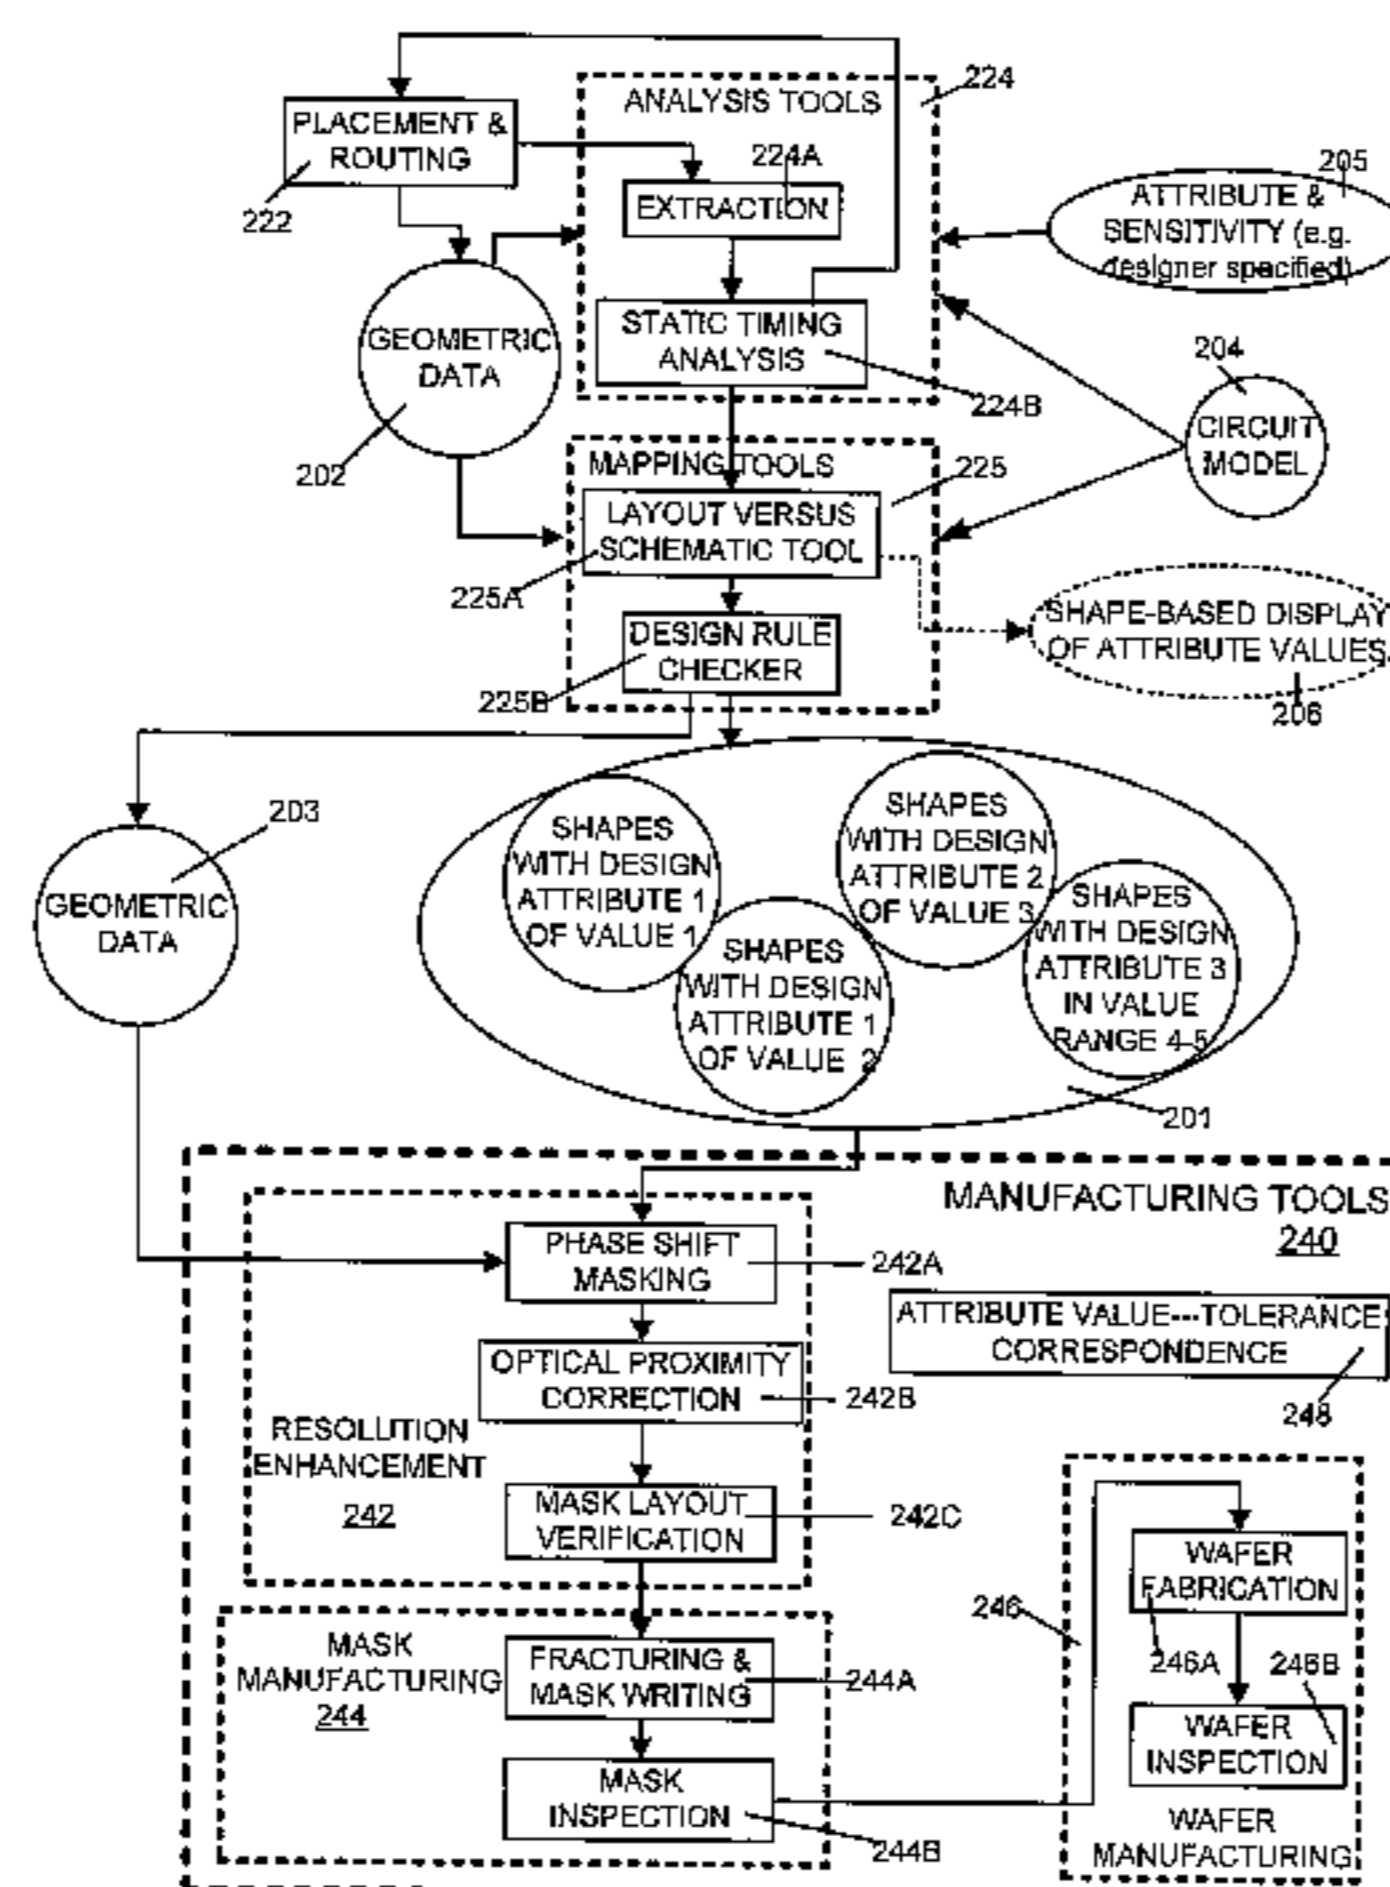 224
ANALYSIS TOOLS
PLACEMENT &
ROUTING
222
224A
EXTRACTION
205
ATTRIBUTE &
SENSITIVITY (e.g.
designer specified)
STATIC TIMING
ANALYSIS
224B
GEOMETRIC
DATA
202
204
CIRCUIT
MODEL
MAPPING TOOLS
225
LAYOUT VERSUS
SCHEMATIC TOOL
225A
DESIGN RULE
CHECKER
225B
SHAPE-BASED DISPLAY
OF ATTRIBUTE VALUES
206
203
GEOMETRIC
DATA
SHAPES
WITH DESIGN
ATTRIBUTE 1
OF VALUE 1
SHAPES
WITH DESIGN
ATTRIBUTE 1
OF VALUE 2
SHAPES
WITH DESIGN
ATTRIBUTE 2
OF VALUE 3
SHAPES
WITH DESIGN
ATTRIBUTE 3
IN VALUE
RANGE 4-5
201
MANUFACTURING TOOLS
240
PHASE SHIFT
MASKING
242A
ATTRIBUTE VALUE---TOLERANCE
CORRESPONDENCE
248
OPTICAL PROXIMITY
CORRECTION
242B
RESOLUTION
ENHANCEMENT
242
MASK LAYOUT
VERIFICATION
242C
MASK
MANUFACTURING
244
FRACTURING &
MASK WRITING
244A
MASK
INSPECTION
244B
246
WAFER
FABRICATION
246A
246B
WAFER
INSPECTION
WAFER
MANUFACTURING